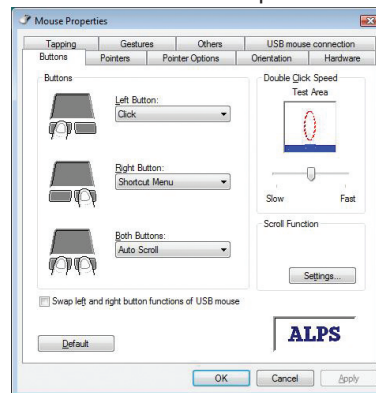 Mouse Properties
Tapping Gestures Others USB mouse connection
Buttons Pointers Pointer Options Orientation Hardware
Buttons
Left Button:
Click
Right Button:
Shortcut Menu
Both Buttons:
Auto Scroll
Double Click Speed
Test Area
Slow Fast
Scroll Function
Settings...
Swap left and right button functions of USB mouse
Default
ALPS
OK Cancel Apply